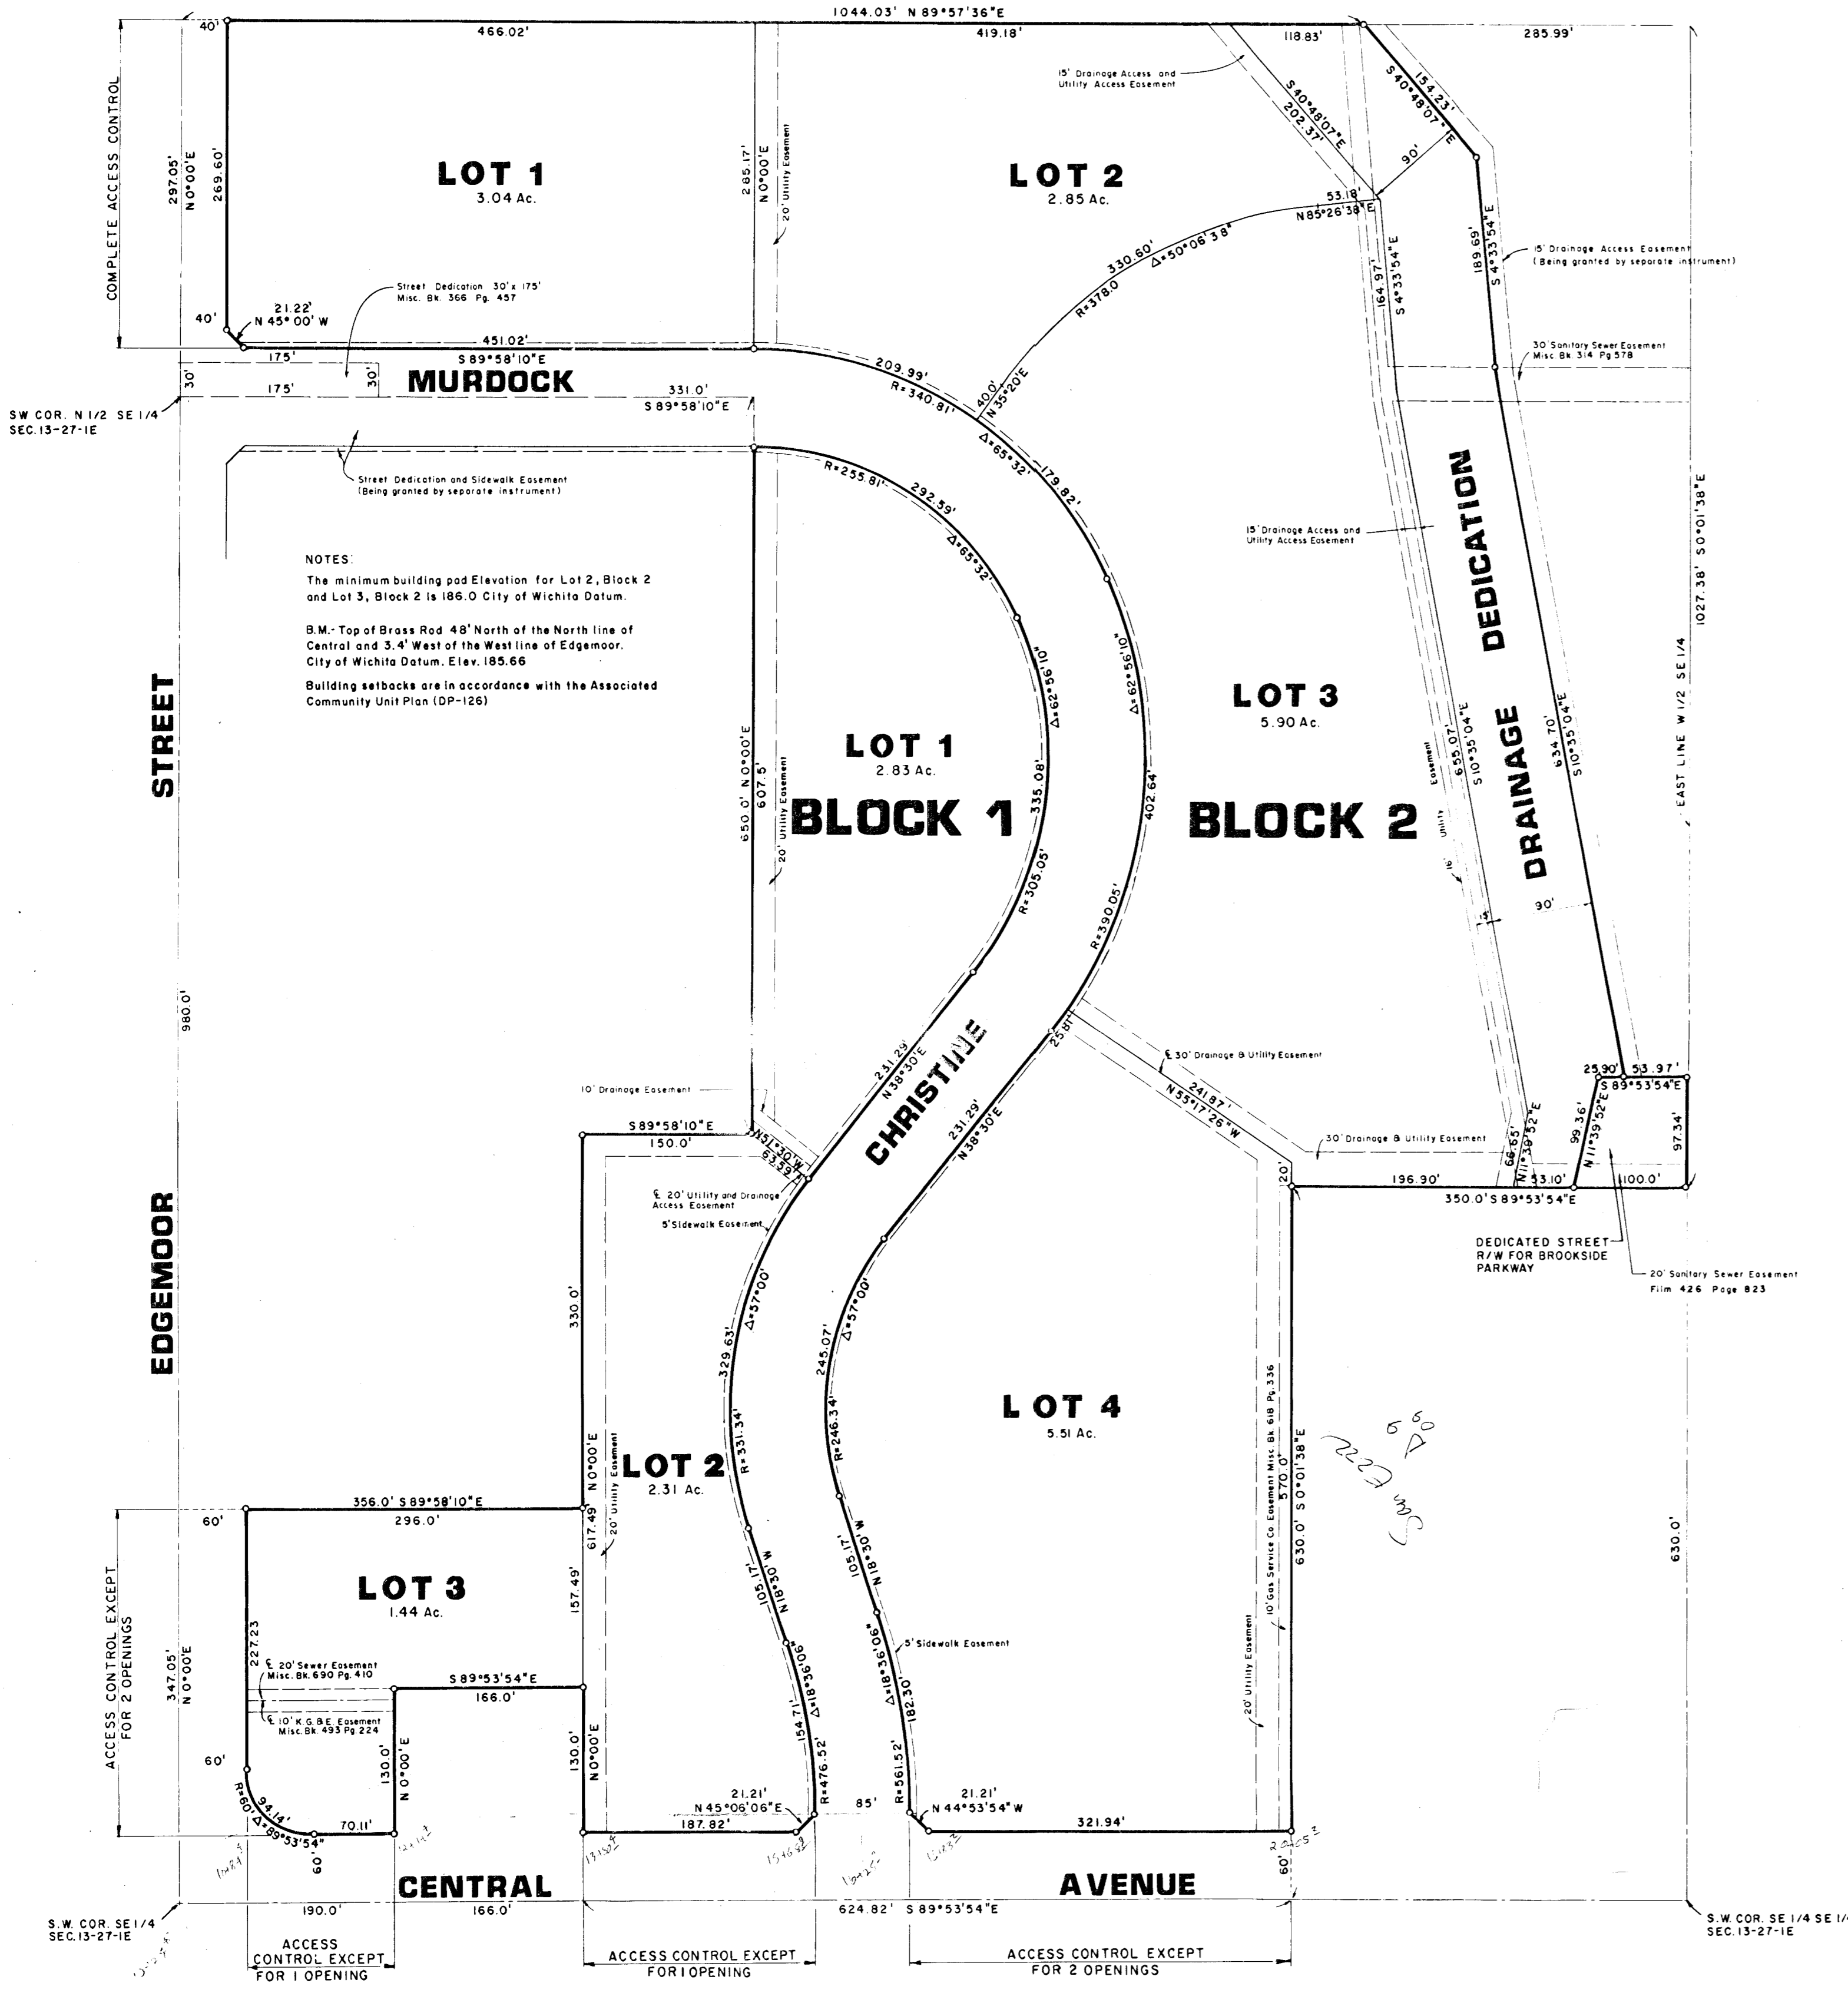 1044.03' N 89°57'36"E
40'
466.02'
419.18'
118.83'
285.99'
COMPLETE ACCESS CONTROL
297.05'
N 0°00'E
269.60'
285.17'
N 0°00'E
20' Utility Easement
15' Drainage Access and
Utility Access Easement
S 40°48'07"E
202.37'
154.23'
S 40°48'07"E
90'
LOT 1
3.04 Ac.
LOT 2
2.85 Ac.
53.18'
N 85°26'38"E
330.60'
Δ=50°06'38"
R=378.0
164.97'
S 4°33'54"E
189.69'
S 4°33'54"E
15' Drainage Access Easement
(Being granted by separate instrument)
Street Dedication 30' x 175'
Misc. Bk. 366 Pg. 457
21.22'
N 45°00' W
40'
451.02'
S 89°58'10"E
175'
30'
30'
175'
MURDOCK
331.0'
S 89°58'10"E
209.99'
R=340.81'
40.0'
N 35°20'E
Δ=65°32'
179.82'
30' Sanitary Sewer Easement
Misc. Bk. 314 Pg. 578
SW COR. N 1/2 SE 1/4
SEC. 13-27-1E
Street Dedication and Sidewalk Easement
(Being granted by separate instrument)
R=255.81'
292.59'
Δ=65°32'
NOTES:
The minimum building pad Elevation for Lot 2, Block 2
and Lot 3, Block 2 is 186.0 City of Wichita Datum.
B.M.- Top of Brass Rod 48' North of the North line of
Central and 3.4' West of the West line of Edgemoor.
City of Wichita Datum. Elev. 185.66
Building setbacks are in accordance with the Associated
Community Unit Plan (DP-126)
15' Drainage Access and
Utility Access Easement
DRAINAGE DEDICATION
1027.38' S 0°01'38"E
EAST LINE W 1/2 SE 1/4
STREET
EDGEMOOR
980.0'
650.0' N 0°00'E
607.5'
20' Utility Easement
LOT 1
2.83 Ac.
BLOCK 1
Δ=62°56'10"
335.08'
R=305.05'
Δ=62°56'10"
402.64'
R=390.05'
LOT 3
5.90 Ac.
BLOCK 2
16' Utility Easement
655.07'
S 10°35'04"E
634.70'
S 10°35'04"E
15'
90'
231.29'
N 38°30'E
CHRISTINE
25.81'
231.29'
N 38°30'E
℄ 30' Drainage & Utility Easement
241.87'
N 55°17'26"W
30' Drainage & Utility Easement
25.90'
53.97'
S 89°53'54"E
99.36'
N 11°39'52"E
97.34'
66.65'
N 11°39'52"E
20'
196.90'
53.10'
100.0'
350.0' S 89°53'54"E
DEDICATED STREET
R/W FOR BROOKSIDE
PARKWAY
20' Sanitary Sewer Easement
Film 426 Page 823
10' Drainage Easement
S 89°58'10"E
150.0'
N 51°30'W
63.59'
℄ 20' Utility and Drainage
Access Easement
5' Sidewalk Easement
330.0'
Δ=57°00'
329.63'
R=331.34'
Δ=57°00'
245.07'
R=246.34'
N 0°00'E
617.49'
20' Utility Easement
LOT 2
2.31 Ac.
LOT 4
5.51 Ac.
10' Gas Service Co. Easement Misc. Bk. 618 Pg. 336
570.0'
630.0' S 0°01'38"E
630.0'
356.0' S 89°58'10"E
296.0'
60'
LOT 3
1.44 Ac.
157.49'
105.17'
N 18°30' W
105.17'
N 18°30' W
ACCESS CONTROL EXCEPT
FOR 2 OPENINGS
347.05'
N 0°00'E
227.23
℄ 20' Sewer Easement
Misc. Bk. 690 Pg. 410
℄ 10' K.G.& E. Easement
Misc. Bk. 493 Pg. 224
S 89°53'54"E
166.0'
130.0'
N 0°00'E
130.0'
N 0°00'E
Δ=18°36'06"
154.71'
R=476.52'
Δ=18°36'06"
182.30'
R=561.52'
5' Sidewalk Easement
20' Utility Easement
60'
94.14'
R=60' Δ=89°53'54"
70.11'
60'
21.21'
N 45°06'06"E
187.82'
85'
21.21'
N 44°53'54"W
321.94'
60'
CENTRAL AVENUE
190.0'
166.0'
624.82' S 89°53'54"E
S.W. COR. SE 1/4
SEC. 13-27-1E
S.W. COR. SE 1/4 SE 1/
SEC. 13-27-1E
ACCESS
CONTROL EXCEPT
FOR 1 OPENING
ACCESS CONTROL EXCEPT
FOR 1 OPENING
ACCESS CONTROL EXCEPT
FOR 2 OPENINGS